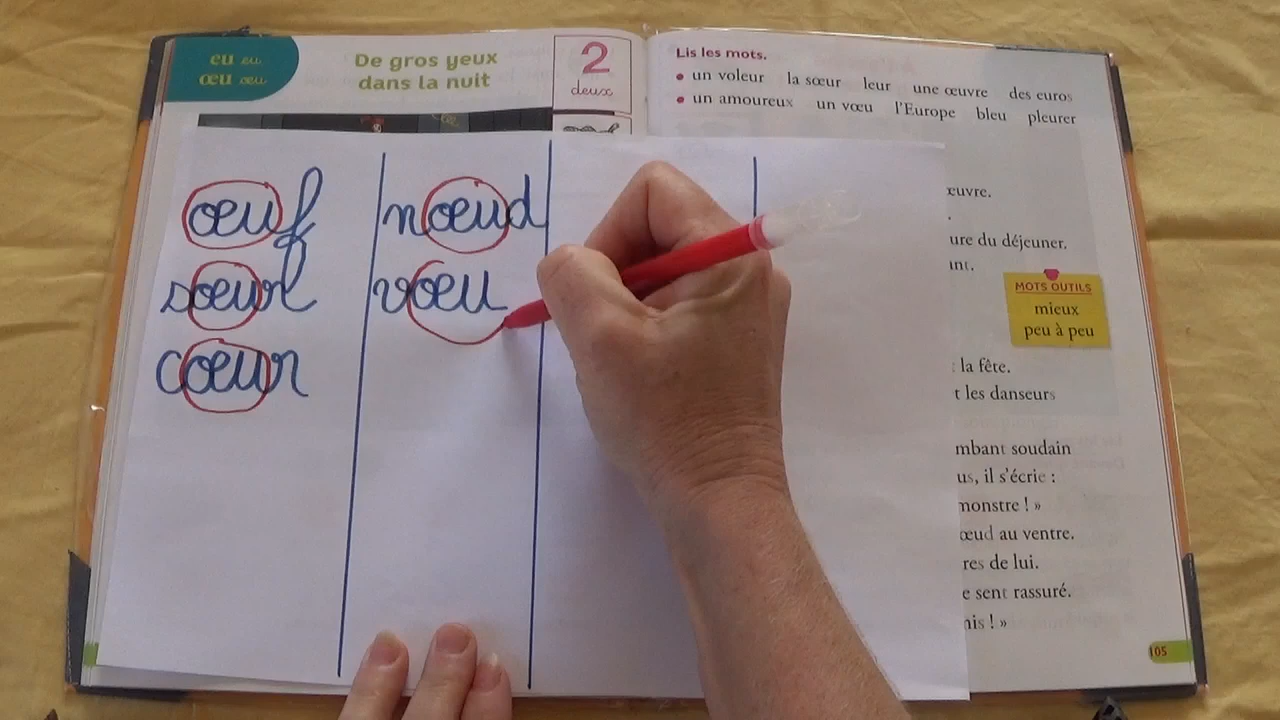 eu eu
œu œu
De gros yeux
dans la nuit
2
deux
Lis les mots.
• un voleur la sœur leur une œuvre des euros
• un amoureux un vœu l'Europe bleu pleurer
œuf
sœur
cœur
nœud
vœu
œuvre.
.
ure du déjeuner.
ant.
MOTS OUTILS
mieux
peu à peu
la fête.
t les danseurs
mbant soudain
us, il s'écrie :
monstre ! »
œud au ventre.
res de lui.
e sent rassuré.
nis ! »
105